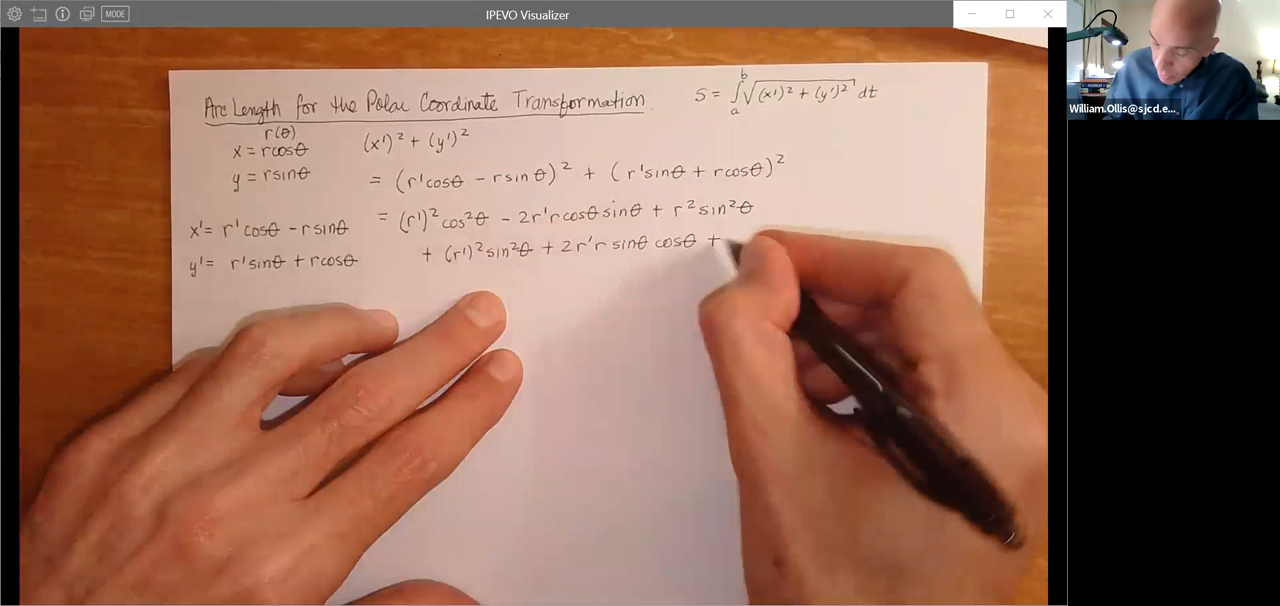 IPEVO Visualizer
MODE
William.Ollis@sjcd.e...
Arc Length for the Polar Coordinate Transformation.
S = ∫ₐᵇ √((x')² + (y')²) dt
r(θ)
x = rcosθ
y = rsinθ
x' = r'cosθ - rsinθ
y' = r'sinθ + rcosθ
(x')² + (y')²
= (r'cosθ - rsinθ)² + (r'sinθ + rcosθ)²
= (r')²cos²θ - 2r'rcosθsinθ + r²sin²θ
+ (r')²sin²θ + 2r'r sinθ cosθ +